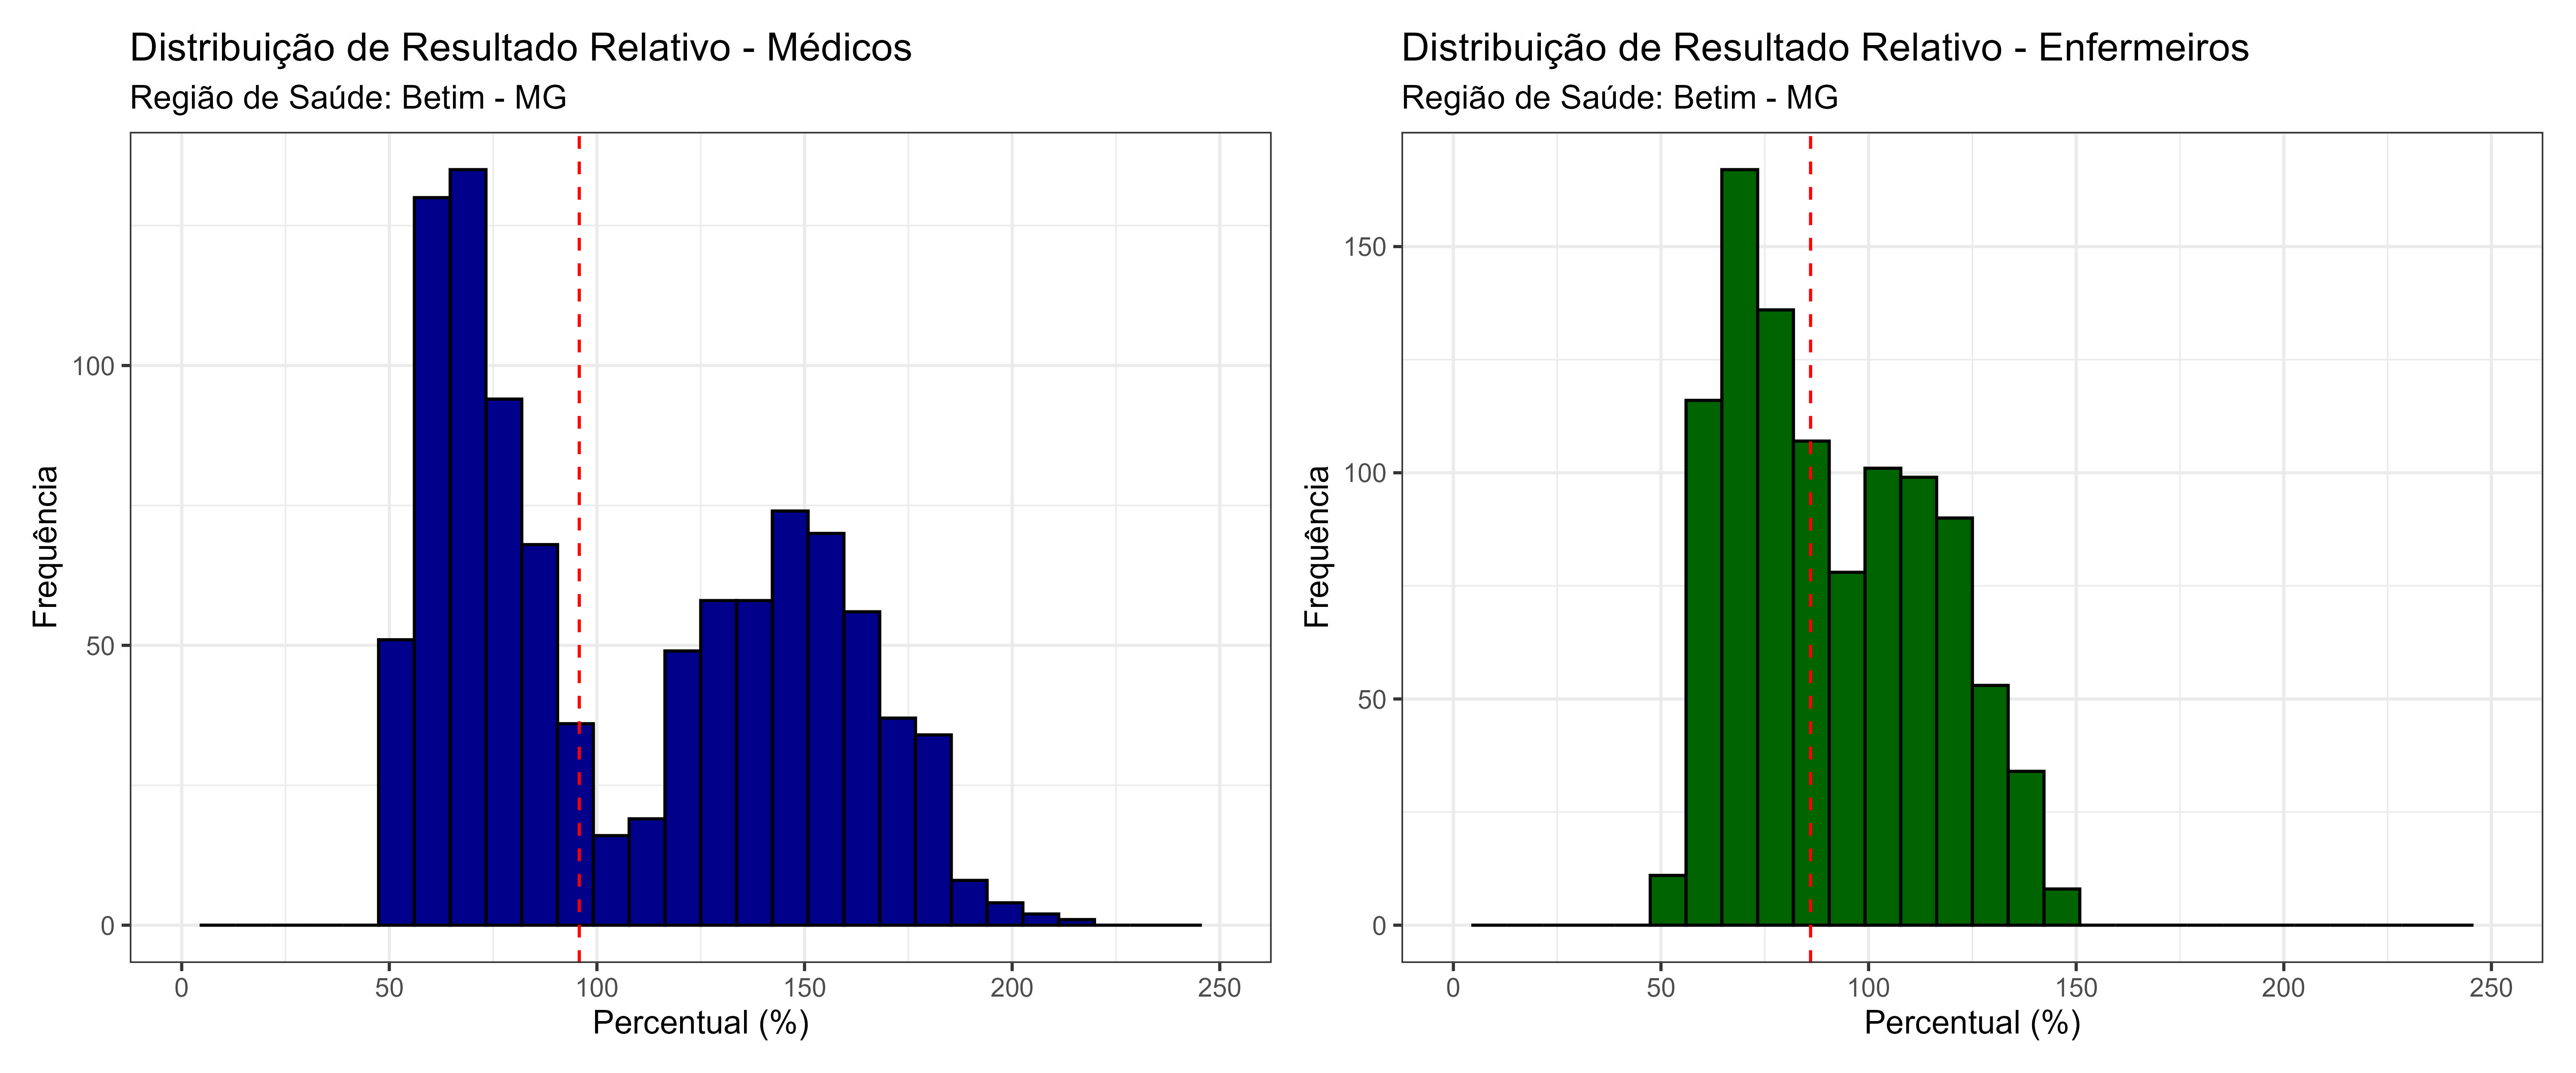 Distribuição de Resultado Relativo - Médicos
Região de Saúde: Betim - MG
Frequência
100
50
0
0 50 100 150 200 250
Percentual (%)
Distribuição de Resultado Relativo - Enfermeiros
Região de Saúde: Betim - MG
Frequência
150
100
50
0
0 50 100 150 200 250
Percentual (%)